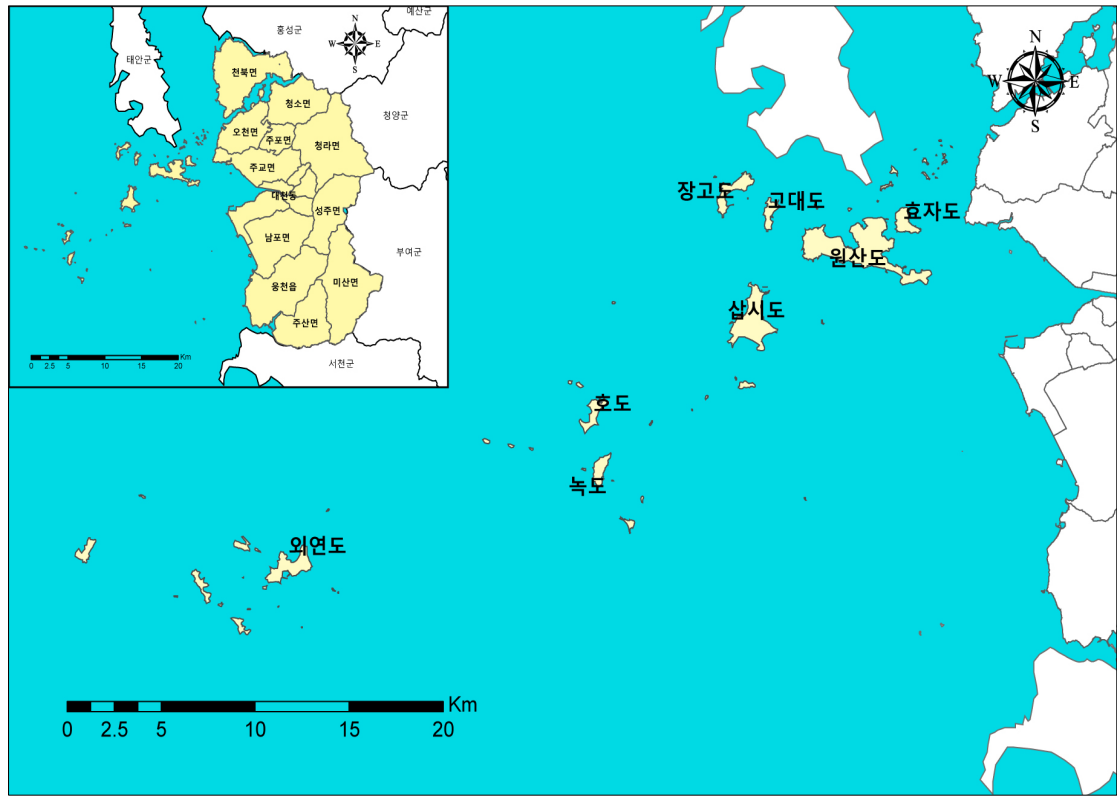 예산군
홍성군
N
W E
S
태안군
천북면
청소면
청양군
오천면
주포면
청라면
주교면
대천동
성주면
남포면
부여군
웅천읍
미산면
주산면
서천군
Km
0 2.5 5 10 15 20
N
W E
S
장고도
고대도
효자도
원산도
삽시도
호도
녹도
외연도
Km
0 2.5 5 10 15 20